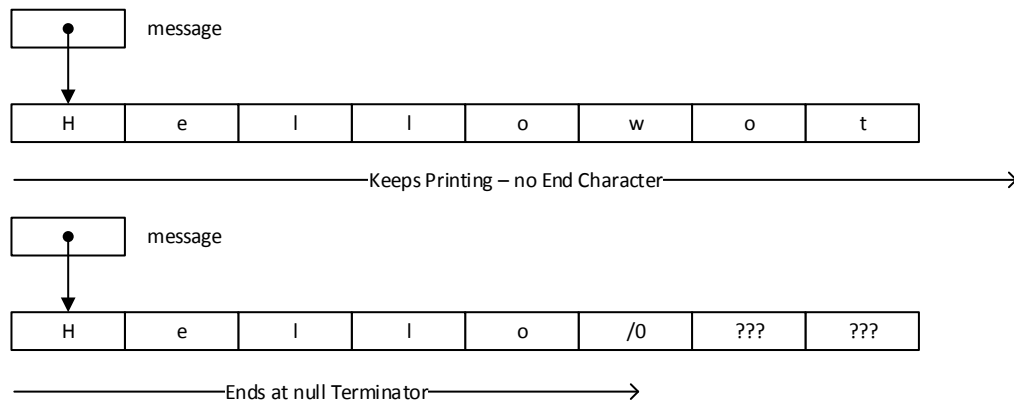 message
H e l l o w o t
Keeps Printing – no End Character
message
H e l l o /0 ??? ???
Ends at null Terminator